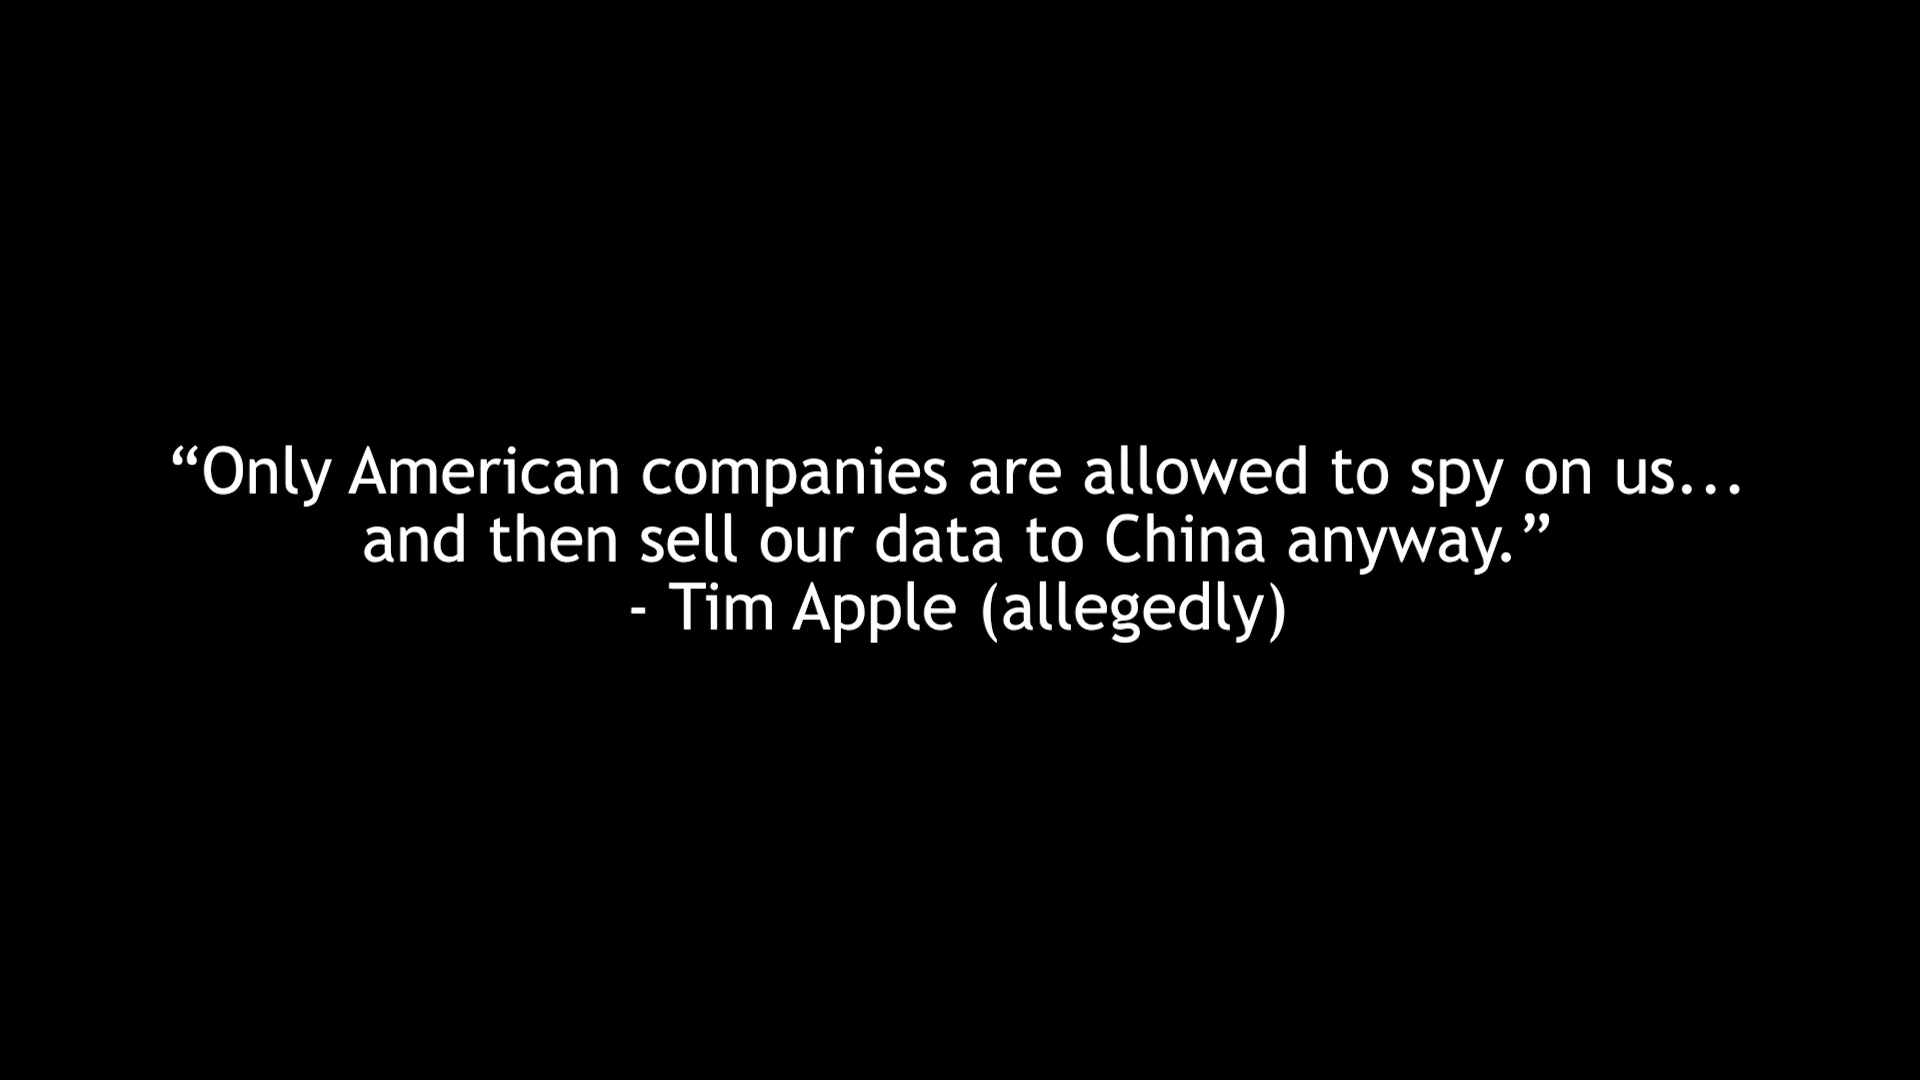 “Only American companies are allowed to spy on us...
and then sell our data to China anyway.”
- Tim Apple (allegedly)